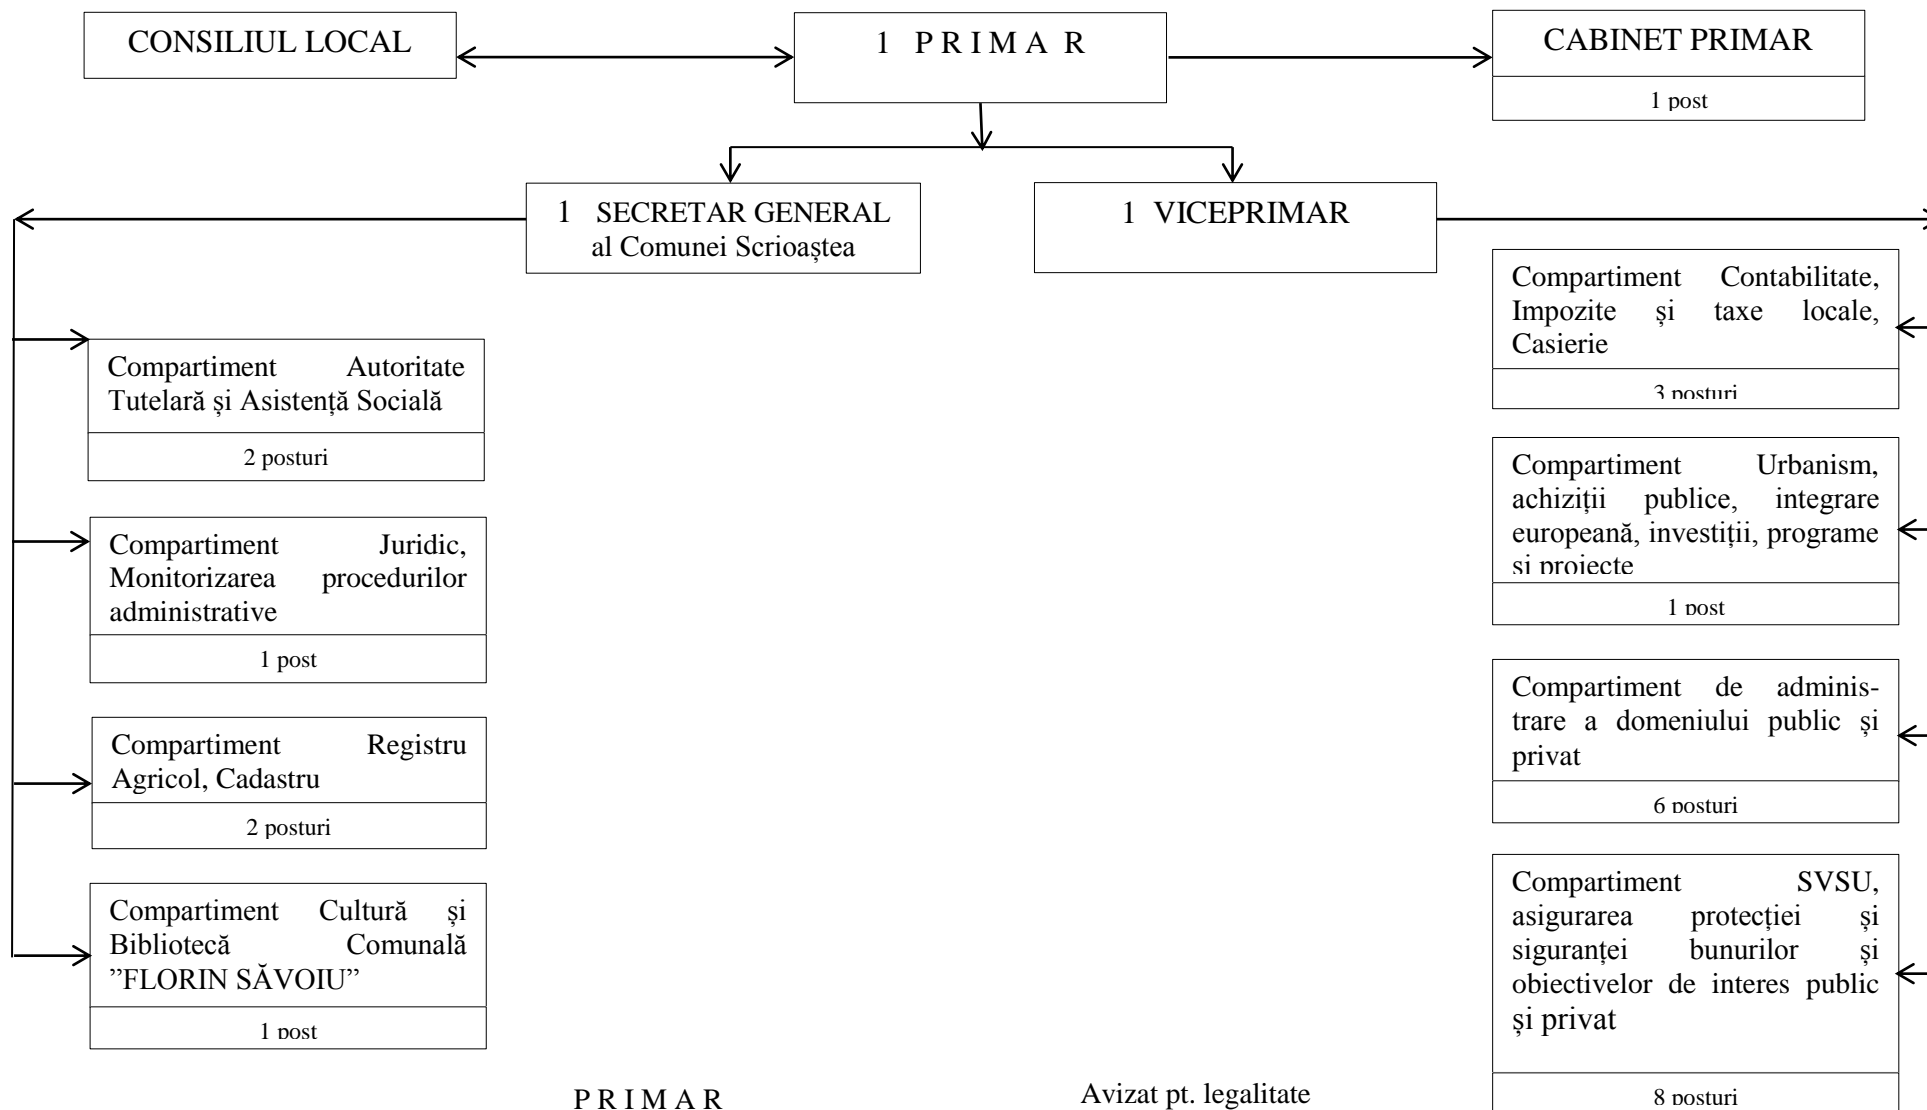 CONSILIUL LOCAL
1 P R I M A R
CABINET PRIMAR
1 post
1 SECRETAR GENERAL
al Comunei Scrioaștea
1 VICEPRIMAR
Compartiment Autoritate
Tutelară și Asistență Socială
2 posturi
Compartiment Juridic,
Monitorizarea procedurilor
administrative
1 post
Compartiment Registru
Agricol, Cadastru
2 posturi
Compartiment Cultură și
Bibliotecă Comunală
”FLORIN SĂVOIU”
1 post
Compartiment Contabilitate,
Impozite și taxe locale,
Casierie
3 posturi
Compartiment Urbanism,
achiziții publice, integrare
europeană, investiții, programe
și proiecte
1 post
Compartiment de adminis-
trare a domeniului public și
privat
6 posturi
Compartiment SVSU,
asigurarea protecției și
siguranței bunurilor și
obiectivelor de interes public
și privat
8 posturi
P R I M A R
Avizat pt. legalitate